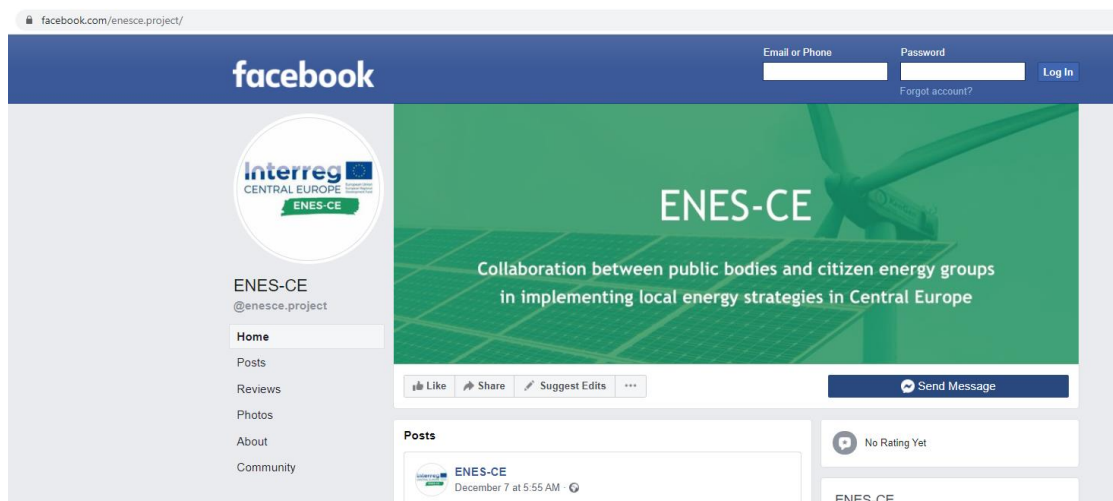 facebook.com/enesce.project/
facebook
Email or Phone
Password
Log In
Forgot account?
Interreg
CENTRAL EUROPE
ENES-CE
ENES-CE
Collaboration between public bodies and citizen energy groups
in implementing local energy strategies in Central Europe
ENES-CE
@enesce.project
Home
Posts
Reviews
Photos
About
Community
Like
Share
Suggest Edits
Send Message
Posts
ENES-CE
December 7 at 5:55 AM ·
No Rating Yet
ENES-CE